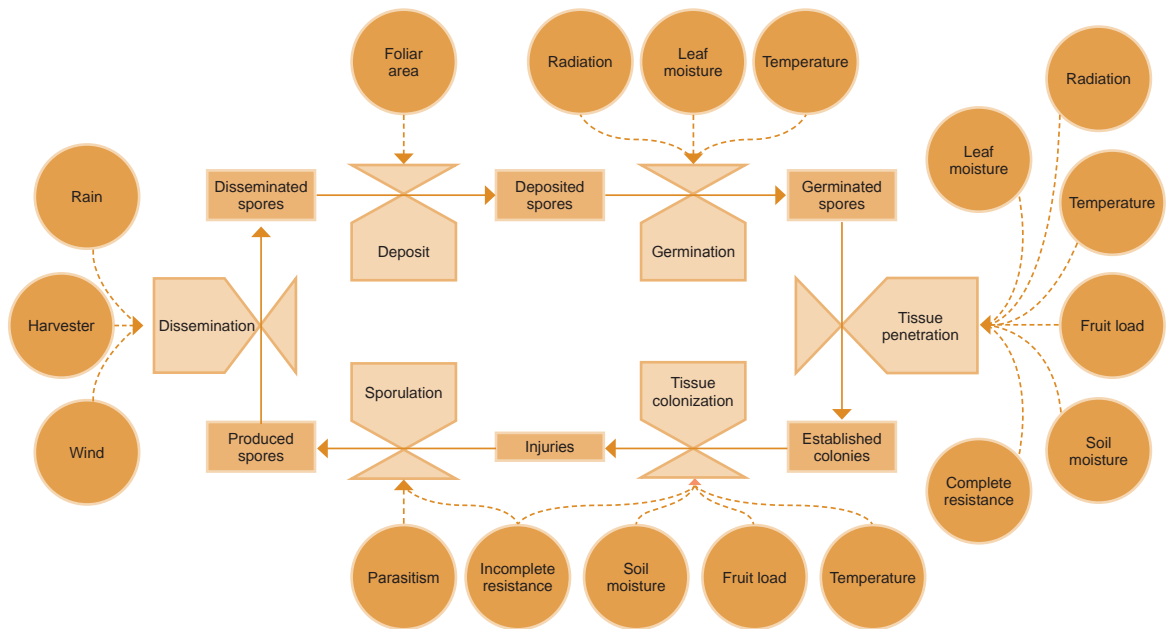 Foliar
area
Radiation
Leaf
moisture
Temperature
Radiation
Leaf
moisture
Temperature
Rain
Disseminated
spores
Deposit
Deposited
spores
Germination
Germinated
spores
Harvester
Dissemination
Tissue
penetration
Fruit load
Wind
Produced
spores
Sporulation
Injuries
Tissue
colonization
Established
colonies
Soil
moisture
Complete
resistance
Parasitism
Incomplete
resistance
Soil
moisture
Fruit load
Temperature